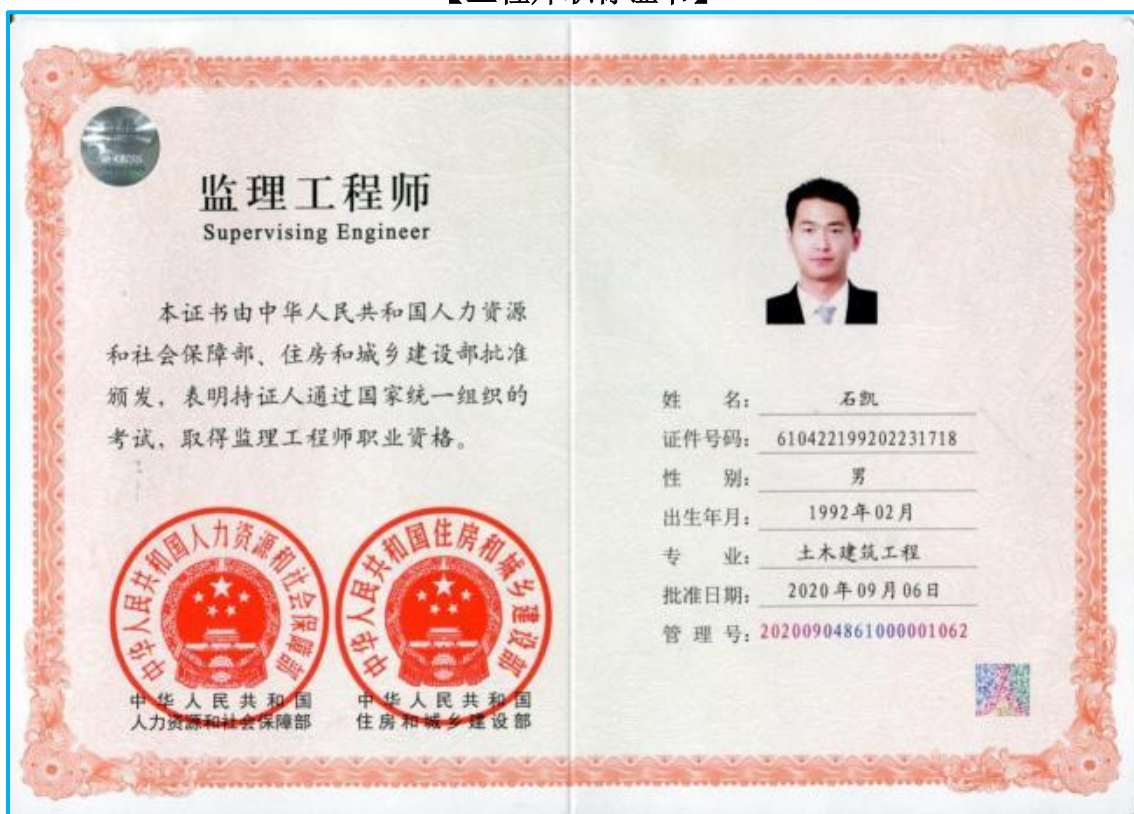 监理工程师
Supervising Engineer
本证书由中华人民共和国人力资源
和社会保障部、住房和城乡建设部批准
颁发，表明持证人通过国家统一组织的
考试，取得监理工程师职业资格。
中华人民共和国人力资源和社会保障部
中华人民共和国住房和城乡建设部
中华人民共和国
人力资源和社会保障部
中华人民共和国
住房和城乡建设部
姓名：石凯
证件号码：610422199202231718
性别：男
出生年月：1992年02月
专业：土木建筑工程
批准日期：2020年09月06日
管理号：20200904861000001062